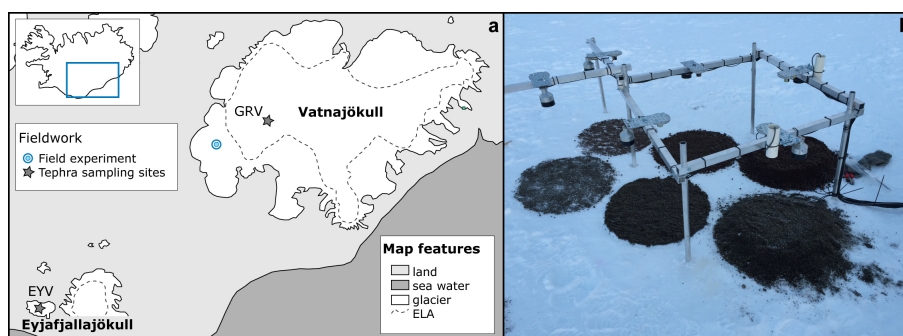 a
Fieldwork
Field experiment
Tephra sampling sites
GRV
Vatnajökull
Map features
land
sea water
glacier
ELA
EYV
Eyjafjallajökull